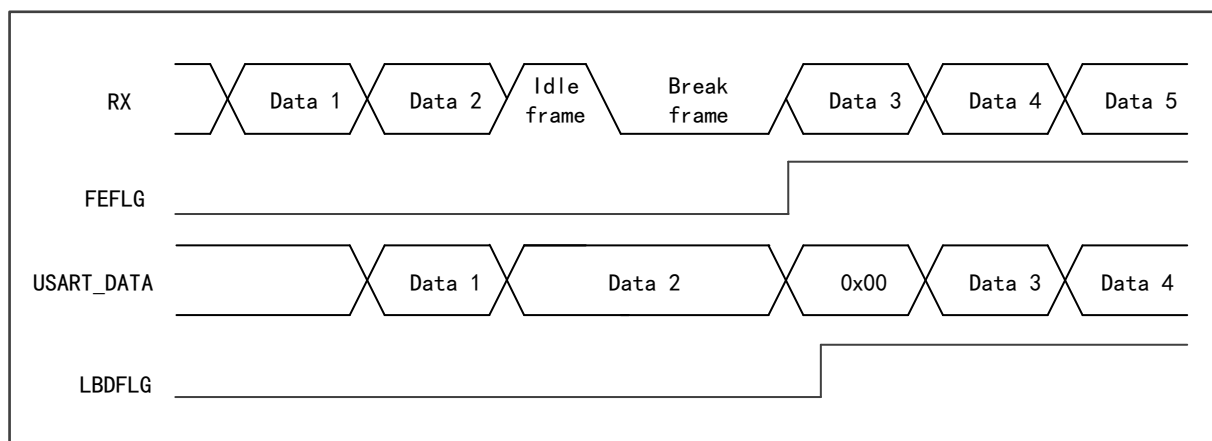 RX
Data 1
Data 2
Idle
frame
Break
frame
Data 3
Data 4
Data 5
FEFLG
USART_DATA
Data 1
Data 2
0x00
Data 3
Data 4
LBDFLG